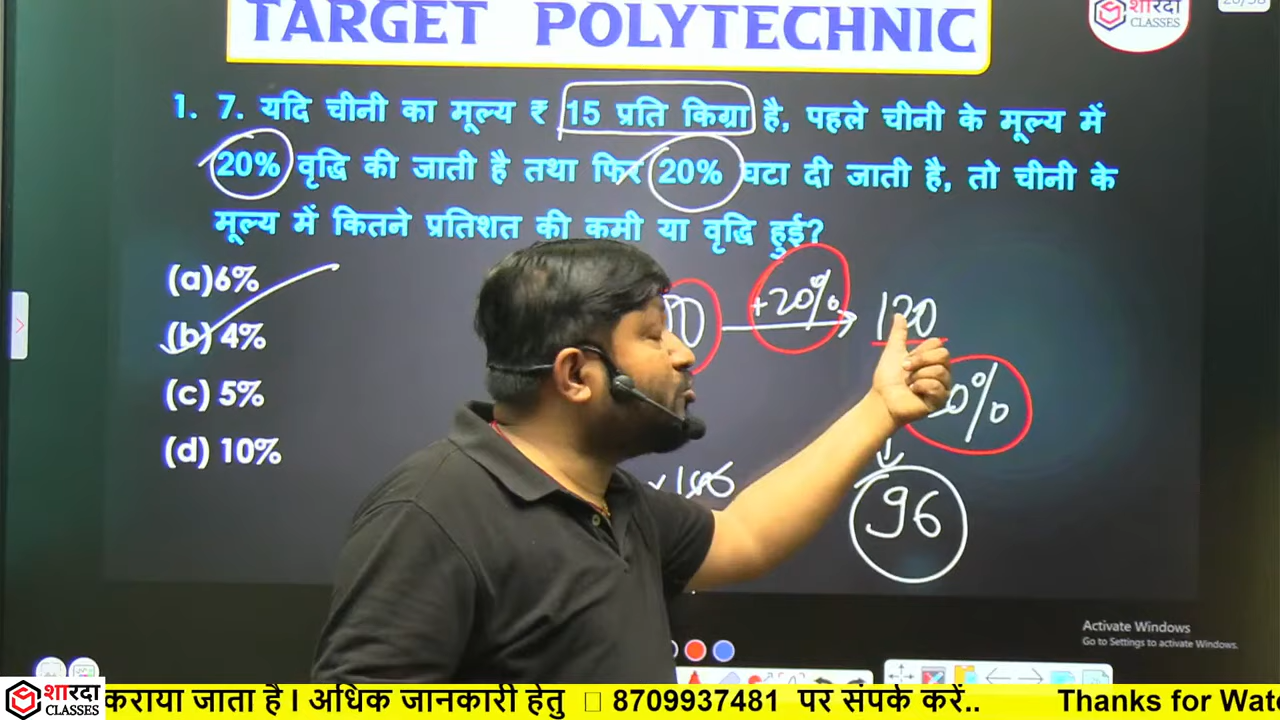 TARGET POLYTECHNIC
शारदा
CLASSES
1. 7. यदि चीनी का मूल्य ₹ 15 प्रति किग्रा है, पहले चीनी के मूल्य में
20% वृद्धि की जाती है तथा फिर 20% घटा दी जाती है, तो चीनी के
मूल्य में कितने प्रतिशत की कमी या वृद्धि हुई?
(a)6%
(b) 4%
(c) 5%
(d) 10%
+20% 120
0%
96
Activate Windows
Go to Settings to activate Windows.
शारदा
CLASSES
कराया जाता है I अधिक जानकारी हेतु 8709937481 पर संपर्क करें.. Thanks for Wat